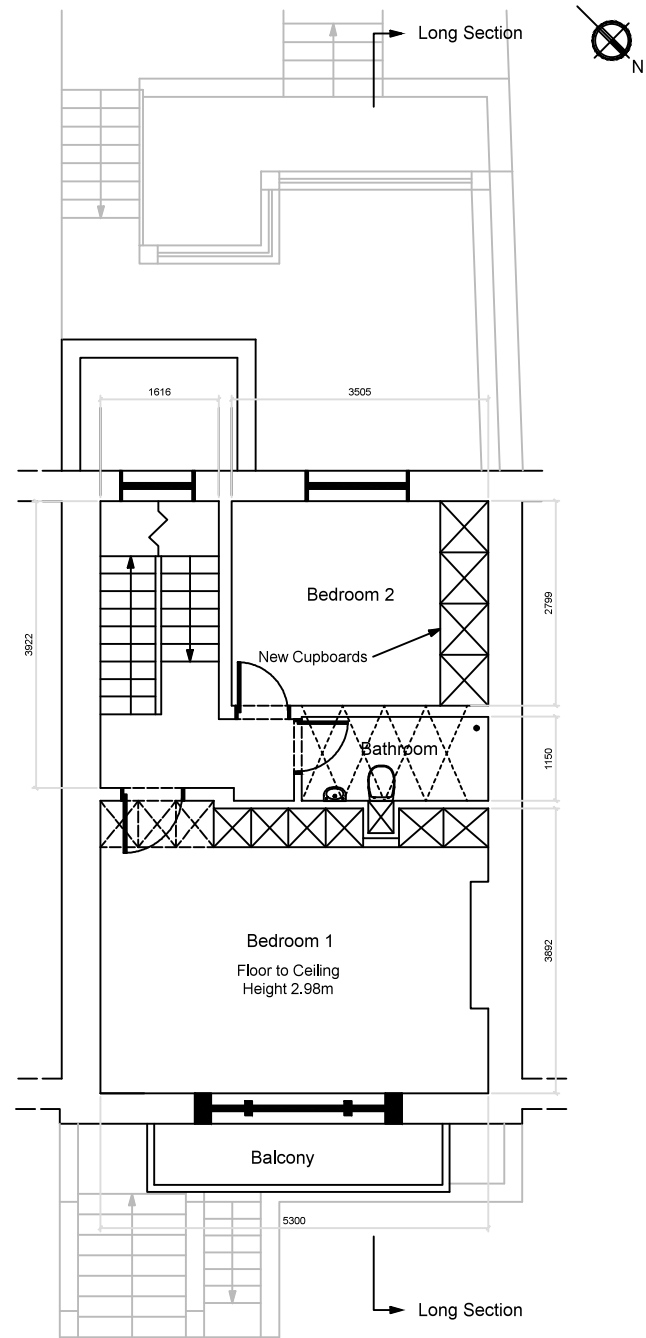 Long Section
N
1616
3505
Bedroom 2
2799
3922
New Cupboards
Bathroom
1150
Bedroom 1
3892
Floor to Ceiling
Height 2.98m
Balcony
5300
Long Section